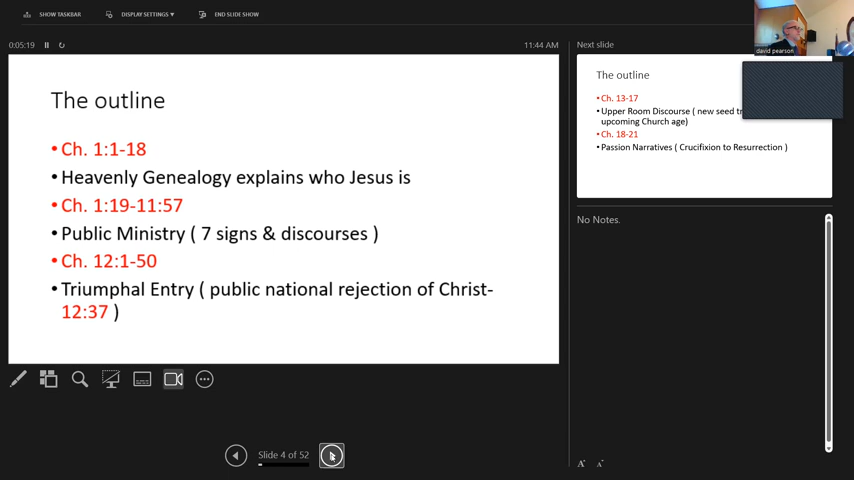 SHOW TASKBAR
DISPLAY SETTINGS
END SLIDE SHOW
0:05:19
11:44 AM
Next slide
david pearson
The outline
• Ch. 1:1-18
• Heavenly Genealogy explains who Jesus is
• Ch. 1:19-11:57
• Public Ministry ( 7 signs & discourses )
• Ch. 12:1-50
• Triumphal Entry ( public national rejection of Christ-
12:37 )
The outline
• Ch. 13-17
• Upper Room Discourse ( new seed
upcoming Church age)
• Ch. 18-21
• Passion Narratives ( Crucifixion to Resurrection )
No Notes.
Slide 4 of 52
A A